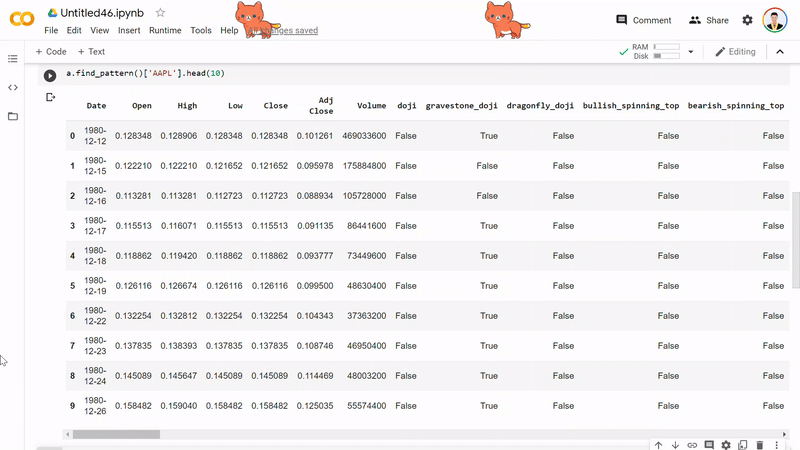 Untitled46.ipynb
File Edit View Insert Runtime Tools Help changes saved
Comment Share
+ Code + Text
RAM
Disk
Editing
a.find_pattern()['AAPL'].head(10)
Date Open High Low Close Adj Close Volume doji gravestone_doji dragonfly_doji bullish_spinning_top bearish_spinning_top
0 1980-12-12 0.128348 0.128906 0.128348 0.128348 0.101261 469033600 False True False False False
1 1980-12-15 0.122210 0.122210 0.121652 0.121652 0.095978 175884800 False False False False False
2 1980-12-16 0.113281 0.113281 0.112723 0.112723 0.088934 105728000 False False False False False
3 1980-12-17 0.115513 0.116071 0.115513 0.115513 0.091135 86441600 False True False False False
4 1980-12-18 0.118862 0.119420 0.118862 0.118862 0.093777 73449600 False True False False False
5 1980-12-19 0.126116 0.126674 0.126116 0.126116 0.099500 48630400 False True False False False
6 1980-12-22 0.132254 0.132812 0.132254 0.132254 0.104343 37363200 False True False False False
7 1980-12-23 0.137835 0.138393 0.137835 0.137835 0.108746 46950400 False True False False False
8 1980-12-24 0.145089 0.145647 0.145089 0.145089 0.114469 48003200 False True False False False
9 1980-12-26 0.158482 0.159040 0.158482 0.158482 0.125035 55574400 False True False False False